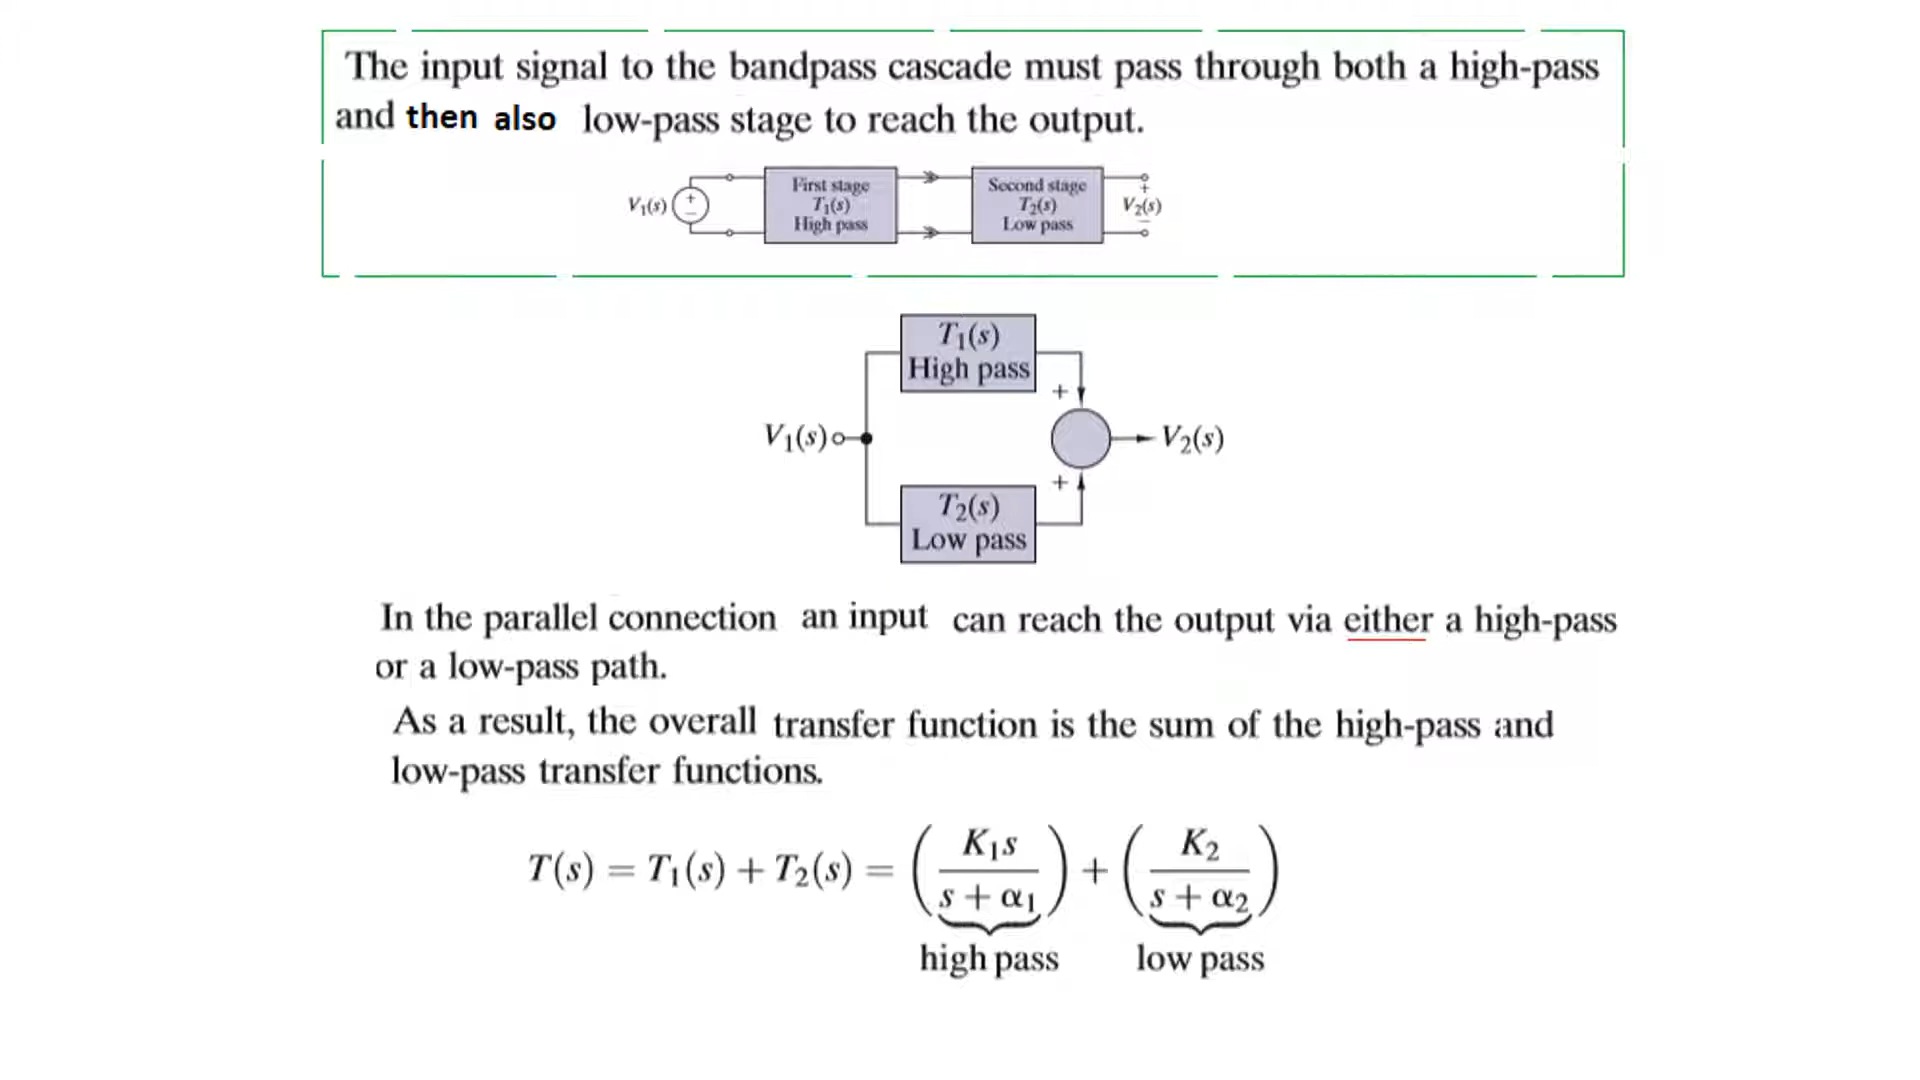 The input signal to the bandpass cascade must pass through both a high-pass
and then also low-pass stage to reach the output.
V₁(s) + − First stage T₁(s) High pass
Second stage T₂(s) Low pass
+ V₂(s) −
T₁(s)
High pass
+
V₁(s) V₂(s)
+
T₂(s)
Low pass
In the parallel connection an input can reach the output via either a high-pass
or a low-pass path.
As a result, the overall transfer function is the sum of the high-pass and
low-pass transfer functions.
T(s) = T₁(s) + T₂(s) = (K₁s / (s + α₁)) + (K₂ / (s + α₂))
high pass low pass